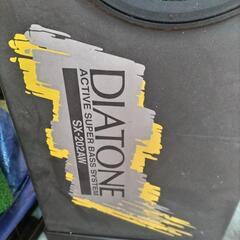 DIATONE
ACTIVE SUPER BASS SYSTEM
SX-202AW